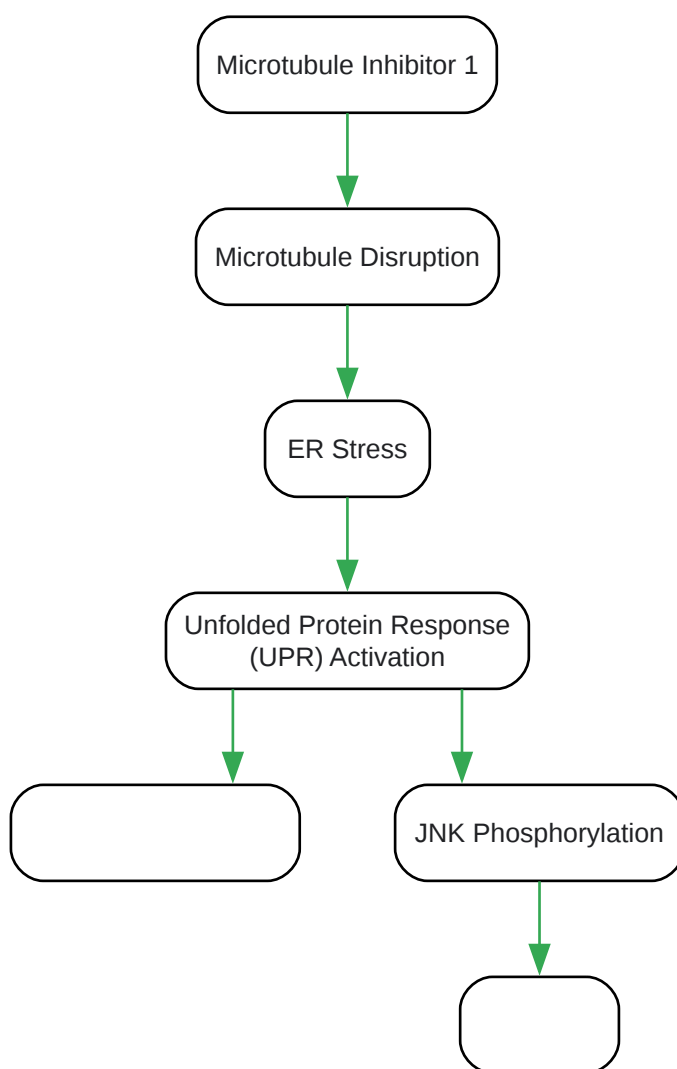 Microtubule Inhibitor 1
Microtubule Disruption
ER Stress
Unfolded Protein Response
(UPR) Activation
JNK Phosphorylation